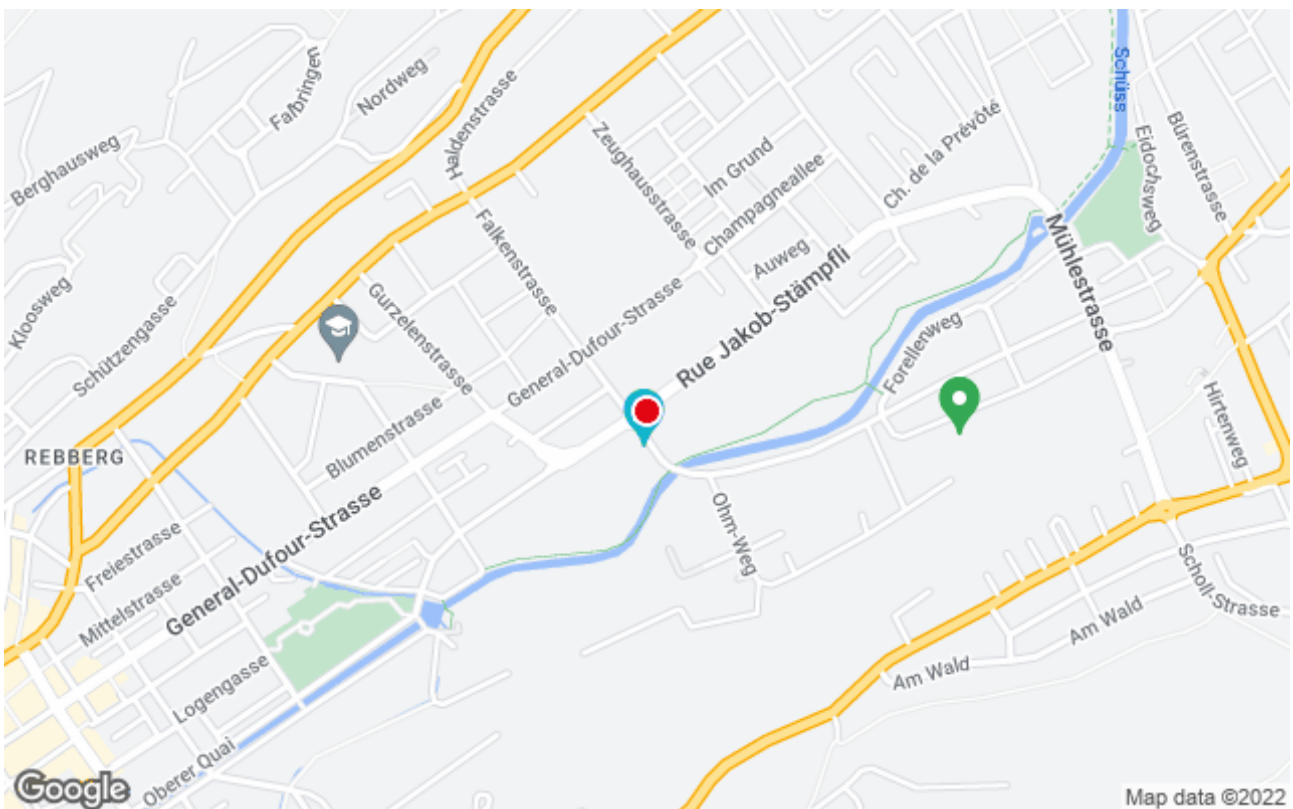 Schüss
Falbringen
Nordweg
Haldenstrasse
Berghausweg
Zeughausstrasse
Im Grund
Champagneallee
Ch. de la Prévôté
Eidochsweg
Bürenstrasse
Falkenstrasse
Auweg
Mühlestrasse
Kloosweg
Schützengasse
Gurzelenstrasse
General-Dufour-Strasse
Rue Jakob-Stämpfli
Forellenweg
Hirtenweg
Blumenstrasse
REBBERG
General-Dufour-Strasse
Ohm-Weg
Freiestrasse
Mittelstrasse
Scholl-Strasse
Am Wald
Am Wald
Logengasse
Oberer Quai
Google
Map data ©2022